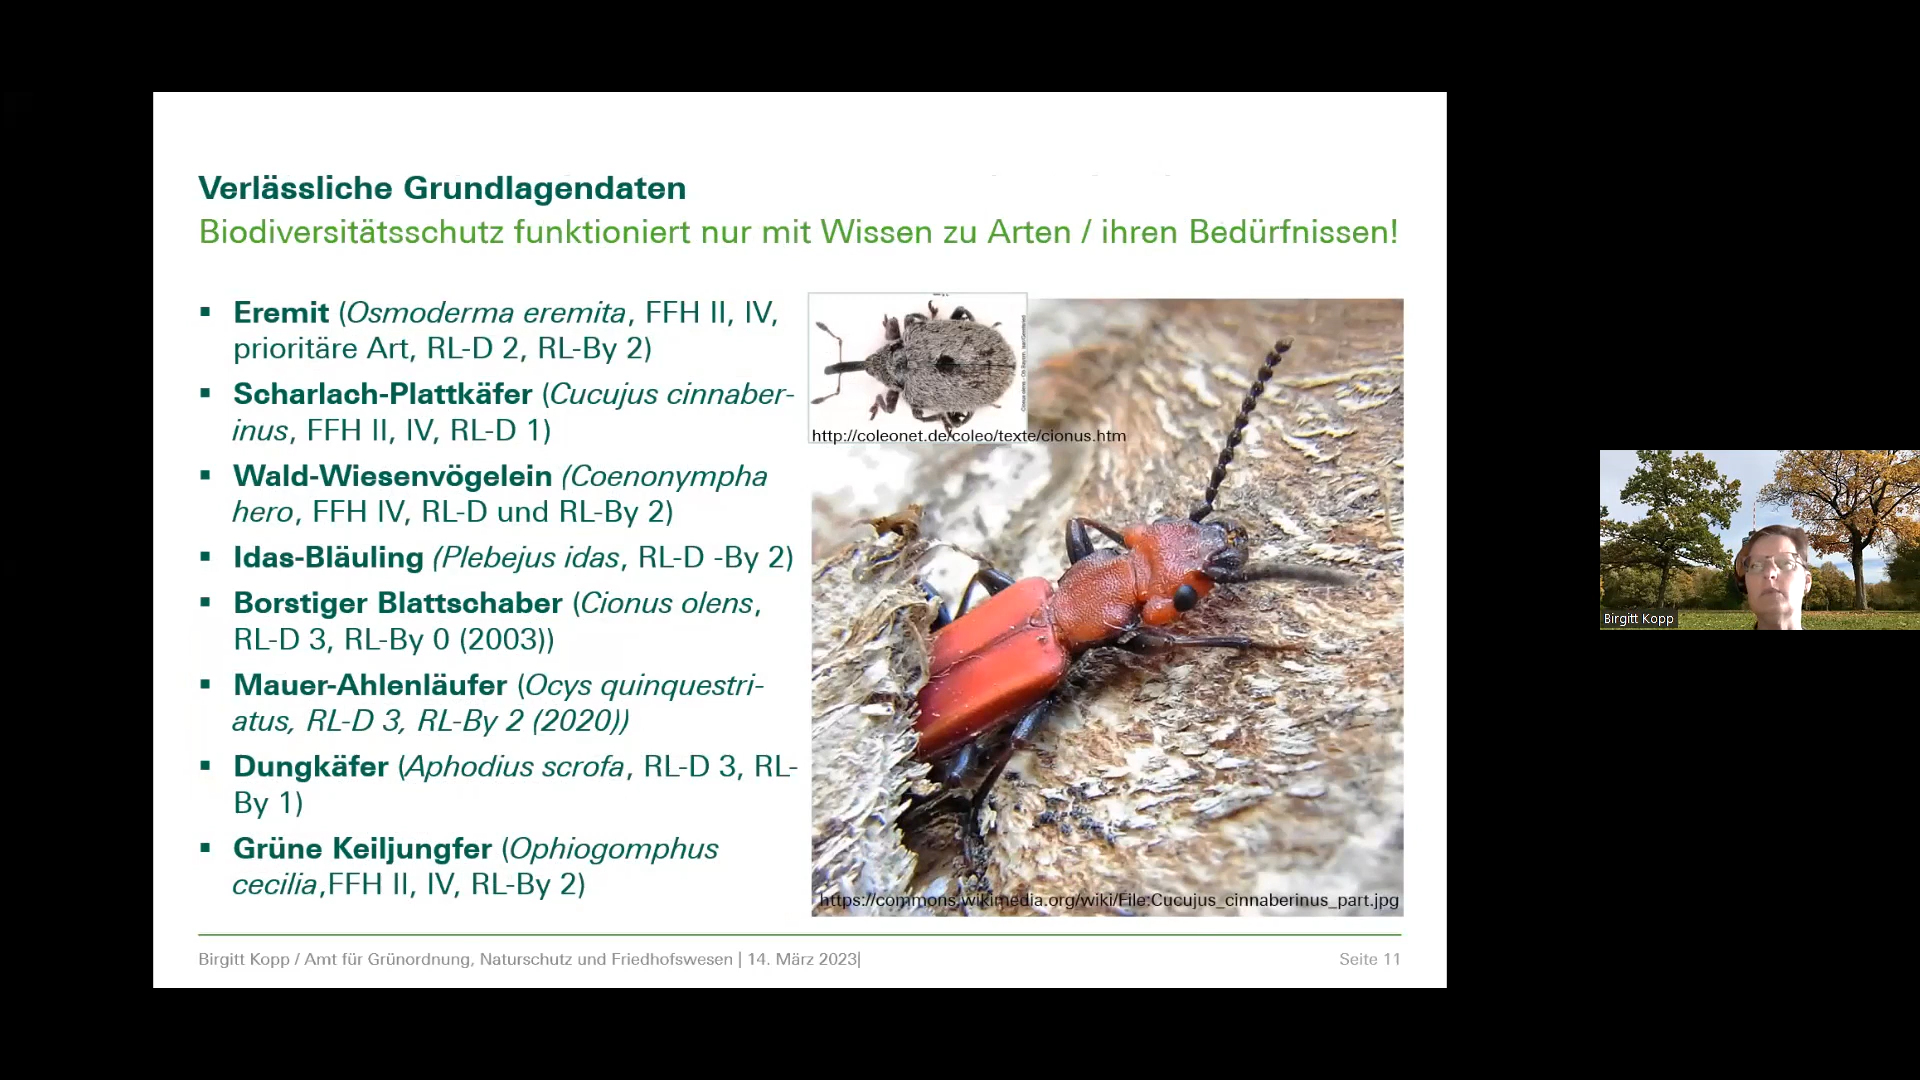 Verlässliche Grundlagendaten
Biodiversitätsschutz funktioniert nur mit Wissen zu Arten / ihren Bedürfnissen!
▪ Eremit (Osmoderma eremita, FFH II, IV,
prioritäre Art, RL-D 2, RL-By 2)
▪ Scharlach-Plattkäfer (Cucujus cinnaber-
inus, FFH II, IV, RL-D 1)
▪ Wald-Wiesenvögelein (Coenonympha
hero, FFH IV, RL-D und RL-By 2)
▪ Idas-Bläuling (Plebejus idas, RL-D -By 2)
▪ Borstiger Blattschaber (Cionus olens,
RL-D 3, RL-By 0 (2003))
▪ Mauer-Ahlenläufer (Ocys quinquestri-
atus, RL-D 3, RL-By 2 (2020))
▪ Dungkäfer (Aphodius scrofa, RL-D 3, RL-
By 1)
▪ Grüne Keiljungfer (Ophiogomphus
cecilia,FFH II, IV, RL-By 2)
http://coleonet.de/coleo/texte/cionus.htm
https://commons.wikimedia.org/wiki/File:Cucujus_cinnaberinus_part.jpg
Birgitt Kopp / Amt für Grünordnung, Naturschutz und Friedhofswesen | 14. März 2023|
Seite 11
Birgitt Kopp